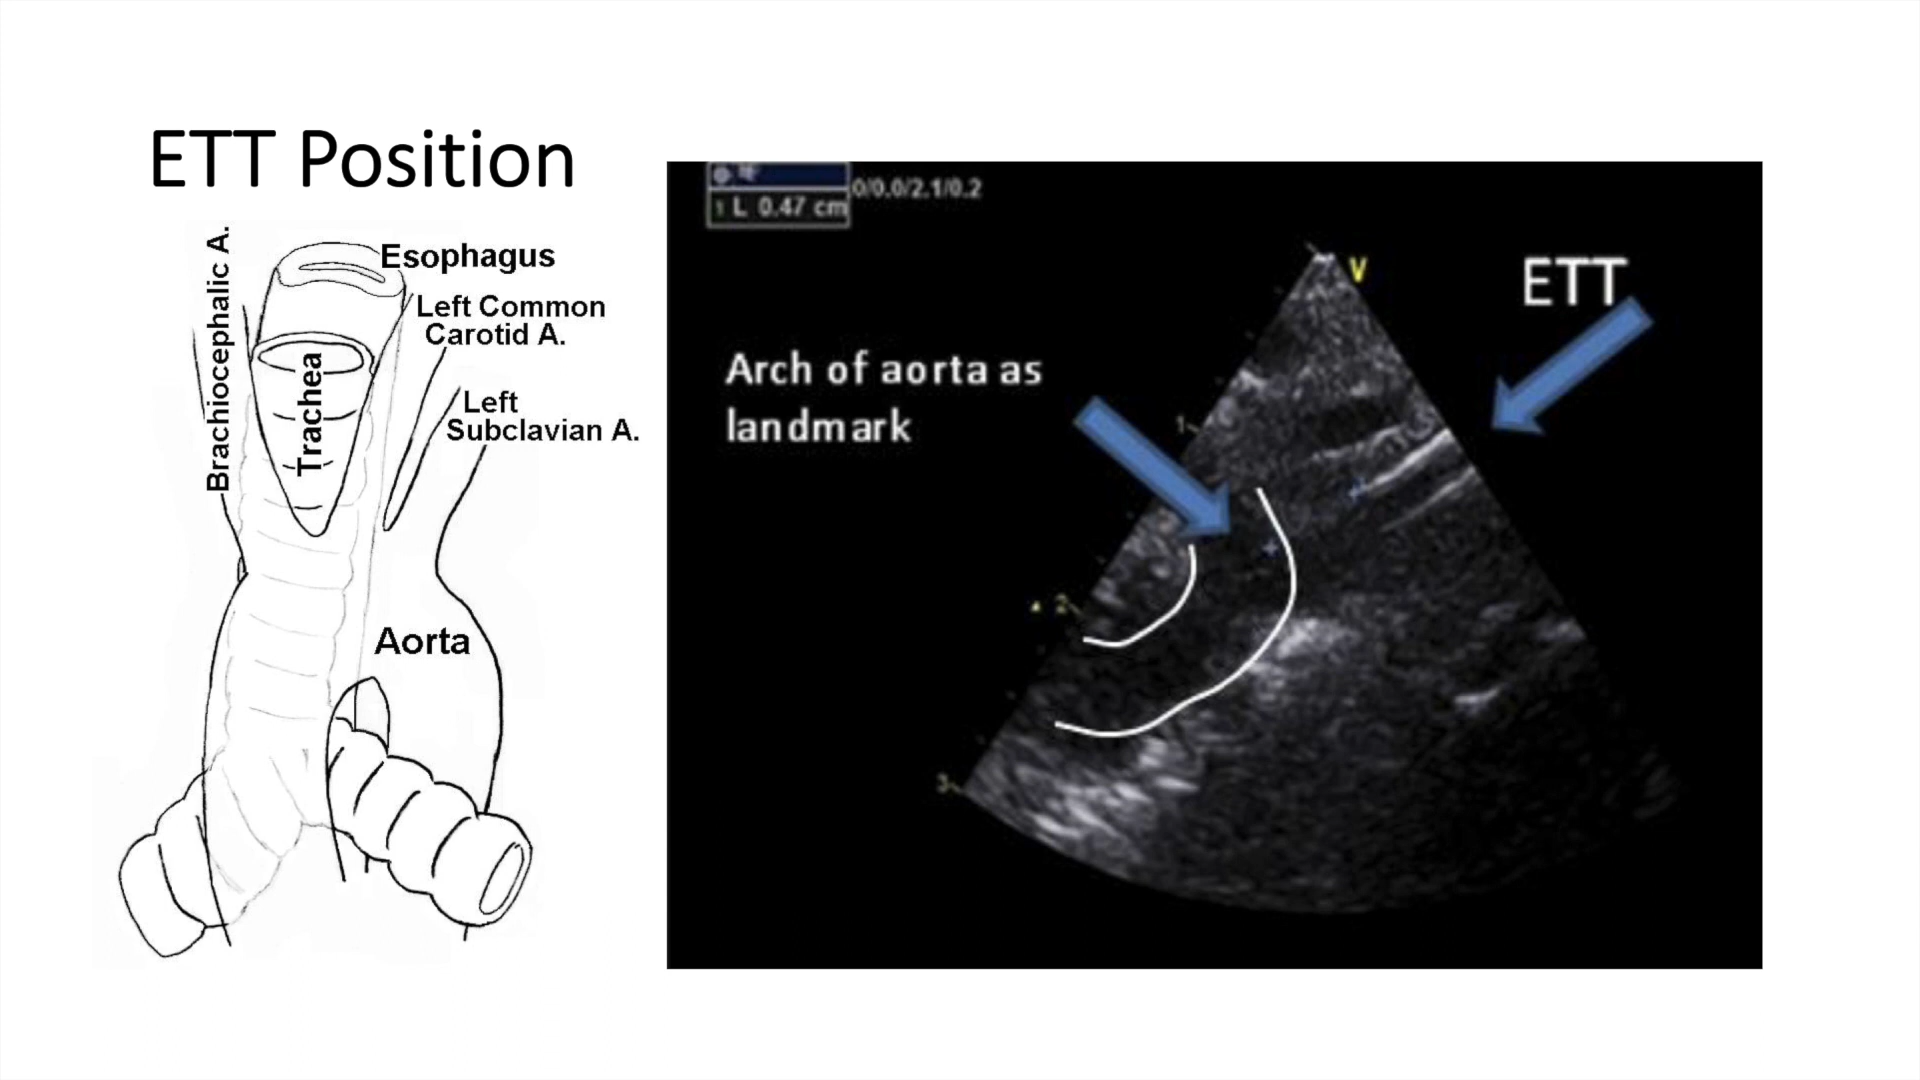 ETT Position
Brachiocephalic A.
Esophagus
Left Common
Carotid A.
Trachea
Left
Subclavian A.
Aorta
1 L 0.47 cm
0/0.0/2.1/0.2
V
ETT
Arch of aorta as
landmark
1
2
3